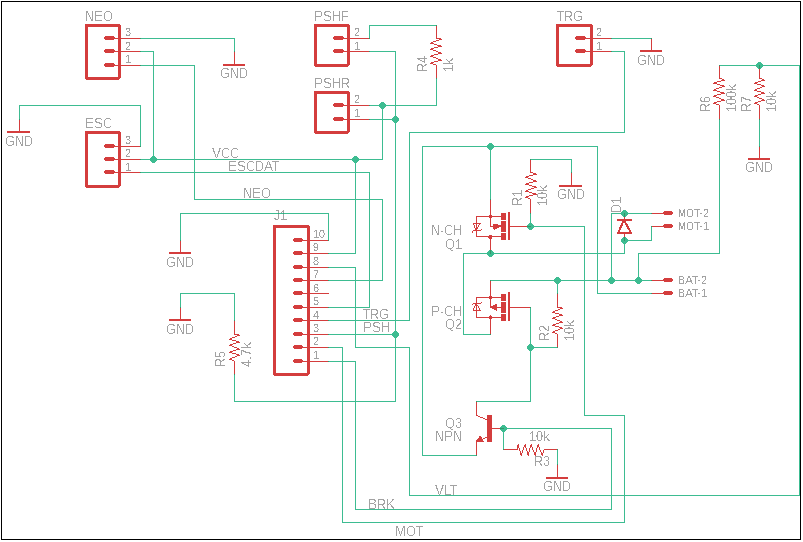 NEO
3
2
1
GND
PSHF
2
1
R4
1k
TRG
2
1
GND
PSHR
2
1
R6
100k
R7
10k
GND
GND
ESC
3
2
1
VCC
ESCDAT
NEO
J1
10
9
8
7
6
5
4
3
2
1
GND
GND
R5
4.7k
TRG
PSH
R1
10k
GND
N-CH
Q1
D1
MOT-2
MOT-1
P-CH
Q2
R2
10k
BAT-2
BAT-1
Q3
NPN
10k
R3
GND
VLT
BRK
MOT